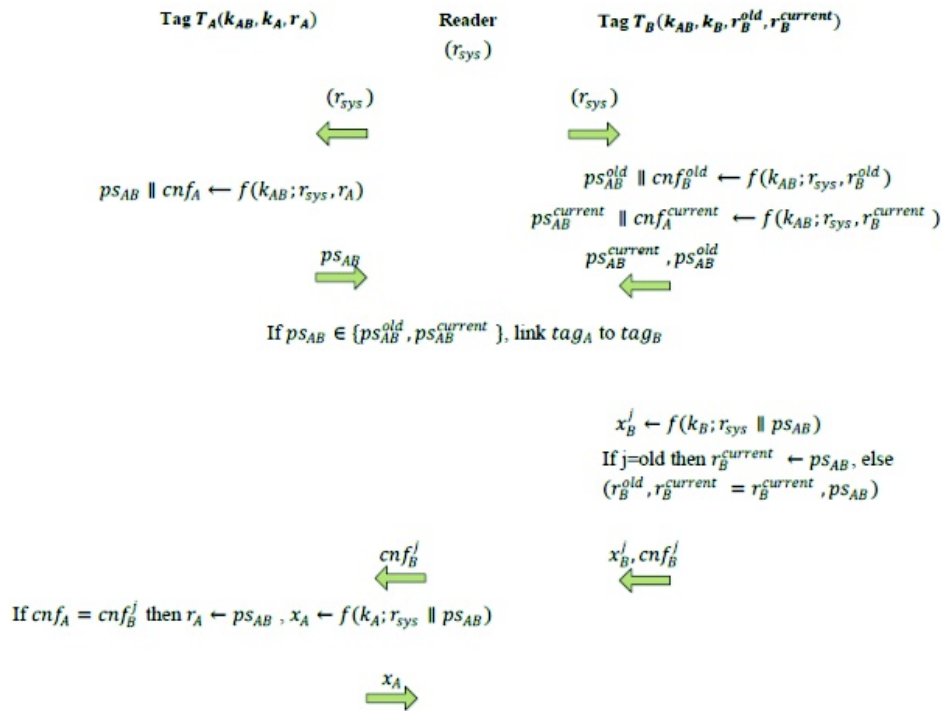 Tag T_A(k_AB, k_A, r_A)
Reader
Tag T_B(k_AB, k_B, r_B^old, r_B^current)
(r_sys)
(r_sys)
(r_sys)
ps_AB ∥ cnf_A ← f(k_AB; r_sys, r_A)
ps_AB^old ∥ cnf_B^old ← f(k_AB; r_sys, r_B^old)
ps_AB^current ∥ cnf_A^current ← f(k_AB; r_sys, r_B^current)
ps_AB
ps_AB^current, ps_AB^old
If ps_AB ∈ {ps_AB^old, ps_AB^current}, link tag_A to tag_B
x_B^j ← f(k_B; r_sys ∥ ps_AB)
If j=old then r_B^current ← ps_AB, else
(r_B^old, r_B^current = r_B^current, ps_AB)
cnf_B^j
x_B^j, cnf_B^j
If cnf_A = cnf_B^j then r_A ← ps_AB, x_A ← f(k_A; r_sys ∥ ps_AB)
x_A